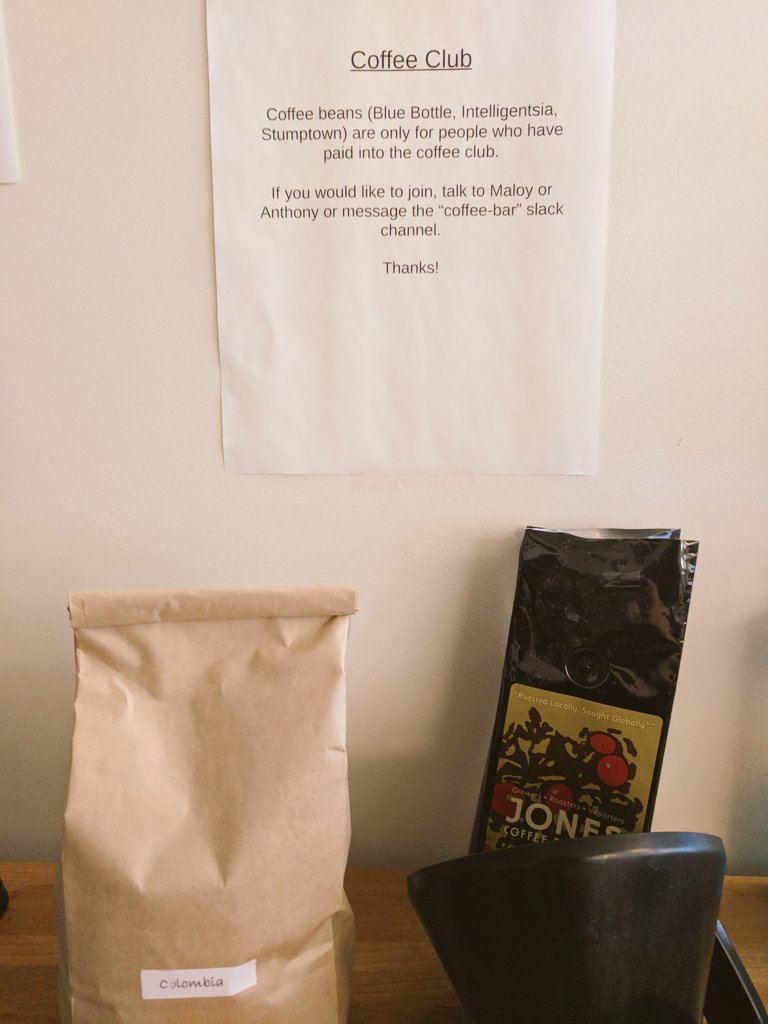 Coffee Club
Coffee beans (Blue Bottle, Intelligentsia,
Stumptown) are only for people who have
paid into the coffee club.
If you would like to join, talk to Maloy or
Anthony or message the “coffee-bar” slack
channel.
Thanks!
"Roasted Locally, Sought Globally"™
Growers • Roasters • Importers
JONES
COFFEE
Colombia